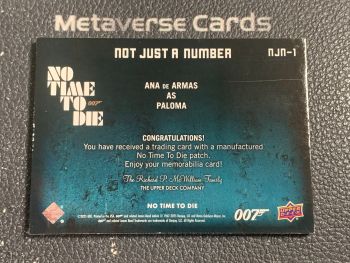 Metaverse Cards
NOT JUST A NUMBER
NJN-1
NO
TIME
TO 007
DIE
ANA DE ARMAS
AS
PALOMA
CONGRATULATIONS!
You have received a trading card with a manufactured
No Time To Die patch.
Enjoy your memorabilia card!
The Richard P. McWilliam Family
THE UPPER DECK COMPANY
NO TIME TO DIE
007
UPPER DECK